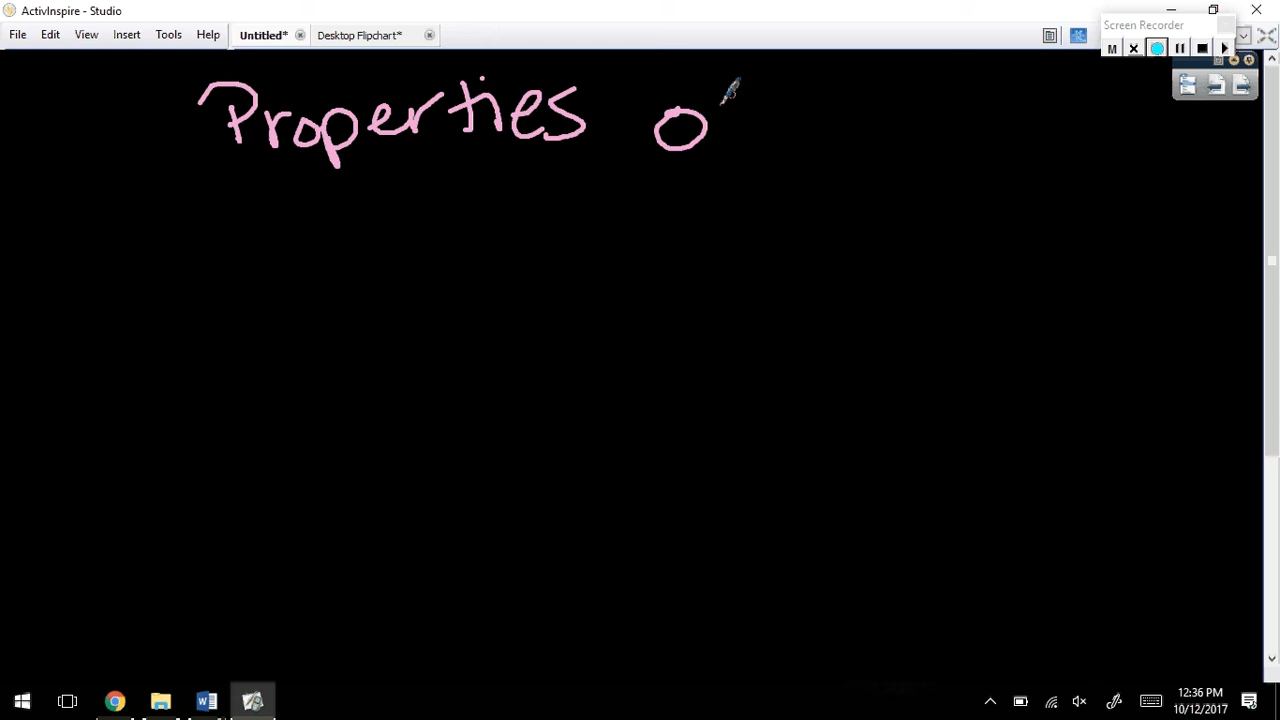 ActivInspire - Studio
Screen Recorder
File Edit View Insert Tools Help Untitled* Desktop Flipchart*
M
Properties o
12:36 PM
10/12/2017